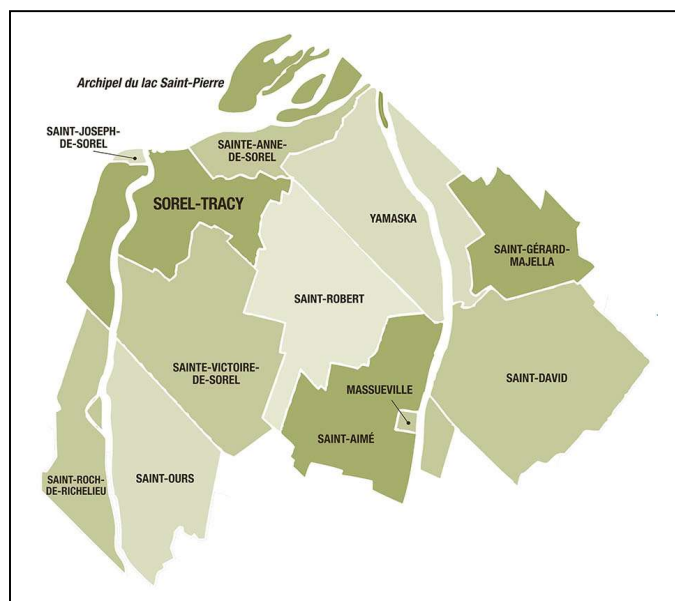 Archipel du lac Saint-Pierre
SAINT-JOSEPH-
DE-SOREL
SAINTE-ANNE-
DE-SOREL
SOREL-TRACY
YAMASKA
SAINT-GÉRARD-
MAJELLA
SAINT-ROBERT
SAINTE-VICTOIRE-
DE-SOREL
SAINT-DAVID
MASSUEVILLE
SAINT-AIMÉ
SAINT-ROCH-
DE-RICHELIEU
SAINT-OURS